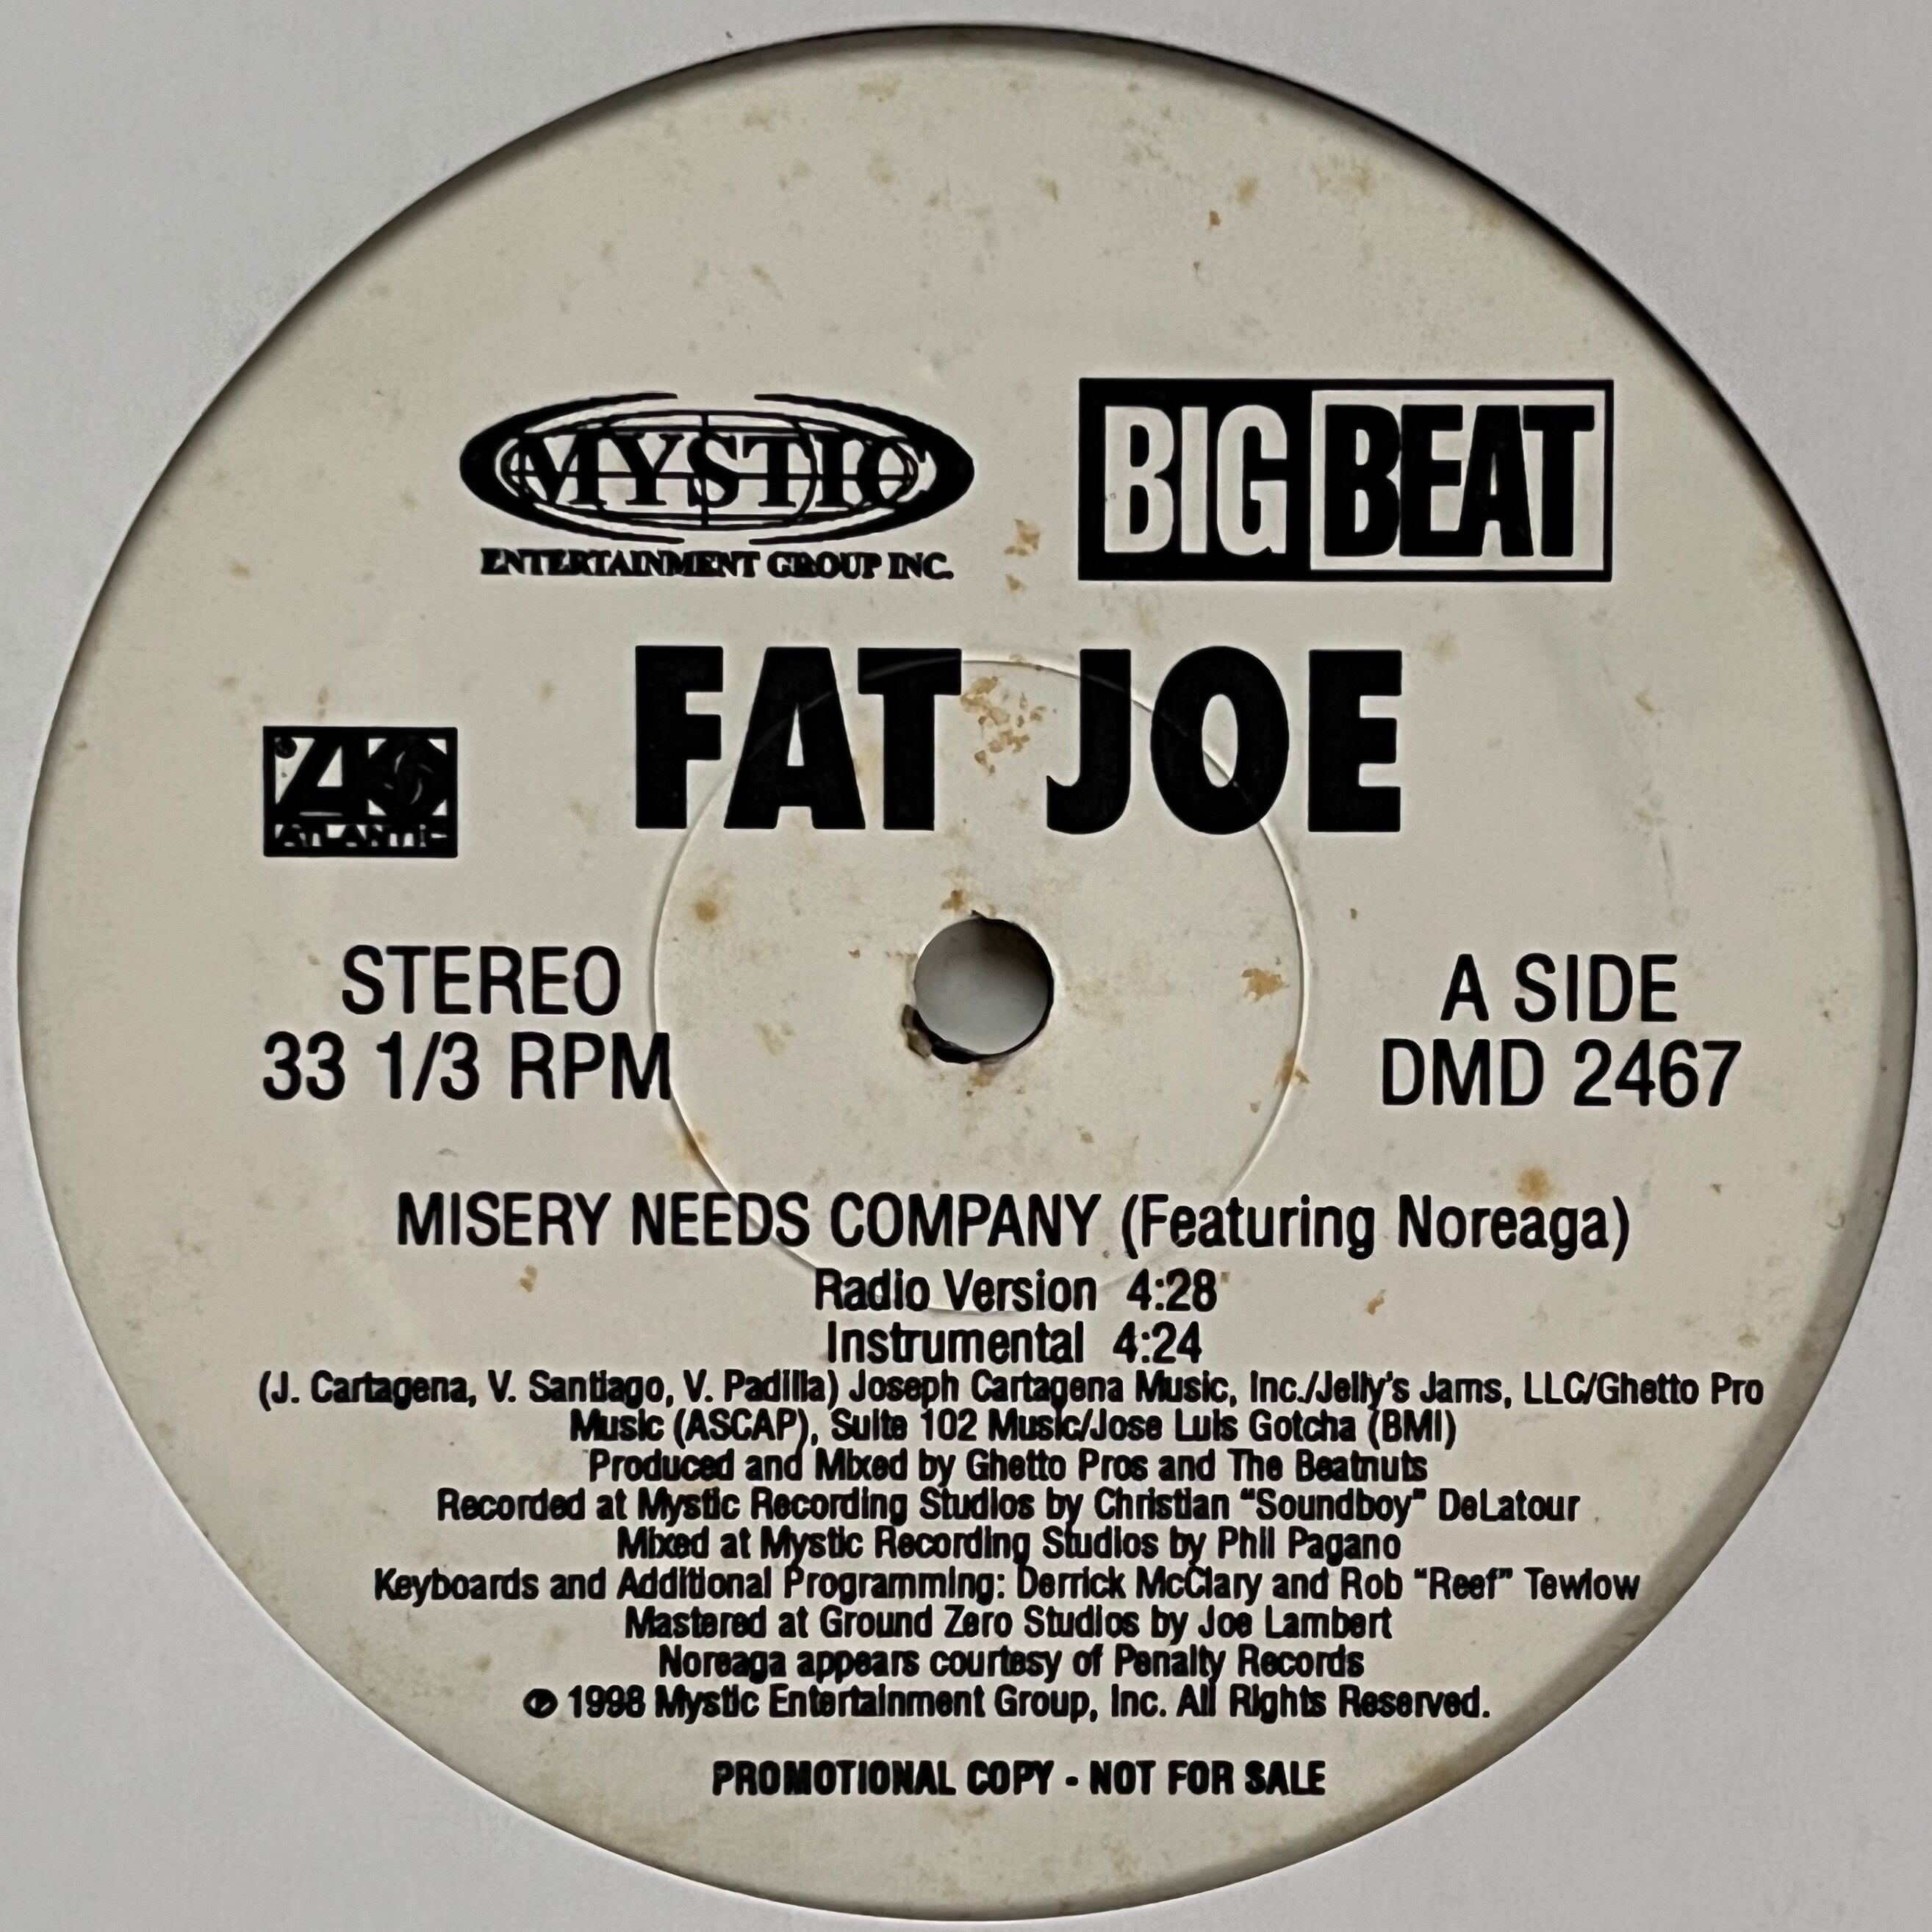 MYSTIC
ENTERTAINMENT GROUP INC.
BIG BEAT
FAT JOE
ATLANTIC
STEREO
33 1/3 RPM
A SIDE
DMD 2467
MISERY NEEDS COMPANY (Featuring Noreaga)
Radio Version 4:28
Instrumental 4:24
(J. Cartagena, V. Santiago, V. Padilla) Joseph Cartagena Music, Inc./Jelly's Jams, LLC/Ghetto Pro
Music (ASCAP), Suite 102 Music/Jose Luis Gotcha (BMI)
Produced and Mixed by Ghetto Pros and The Beatnuts
Recorded at Mystic Recording Studios by Christian “Soundboy” DeLatour
Mixed at Mystic Recording Studios by Phil Pagano
Keyboards and Additional Programming: Derrick McClary and Rob “Reef” Tewlow
Mastered at Ground Zero Studios by Joe Lambert
Noreaga appears courtesy of Penalty Records
℗ 1998 Mystic Entertainment Group, Inc. All Rights Reserved.
PROMOTIONAL COPY - NOT FOR SALE